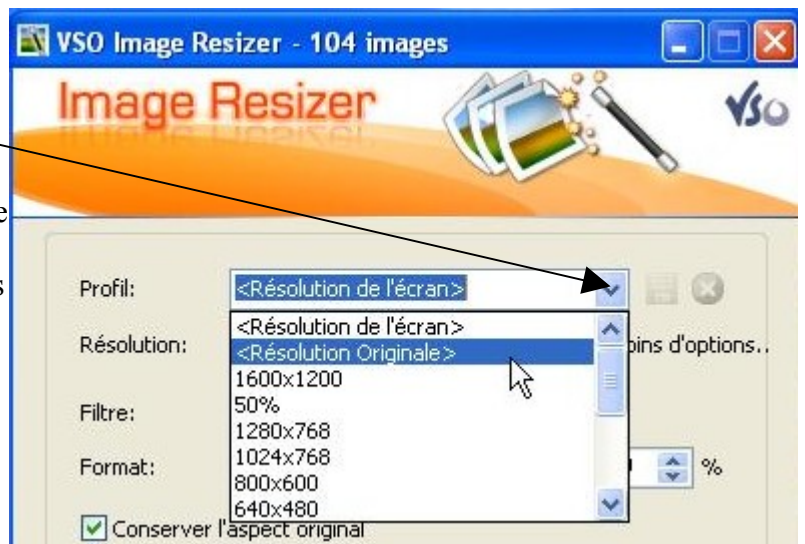 VSO Image Resizer - 104 images
Image Resizer
VSO
e
s
Profil:
<Résolution de l'écran>
<Résolution de l'écran>
Résolution:
<Résolution Originale>
oins d'options..
1600x1200
Filtre:
50%
1280x768
Format:
1024x768
%
800x600
640x480
Conserver l'aspect original